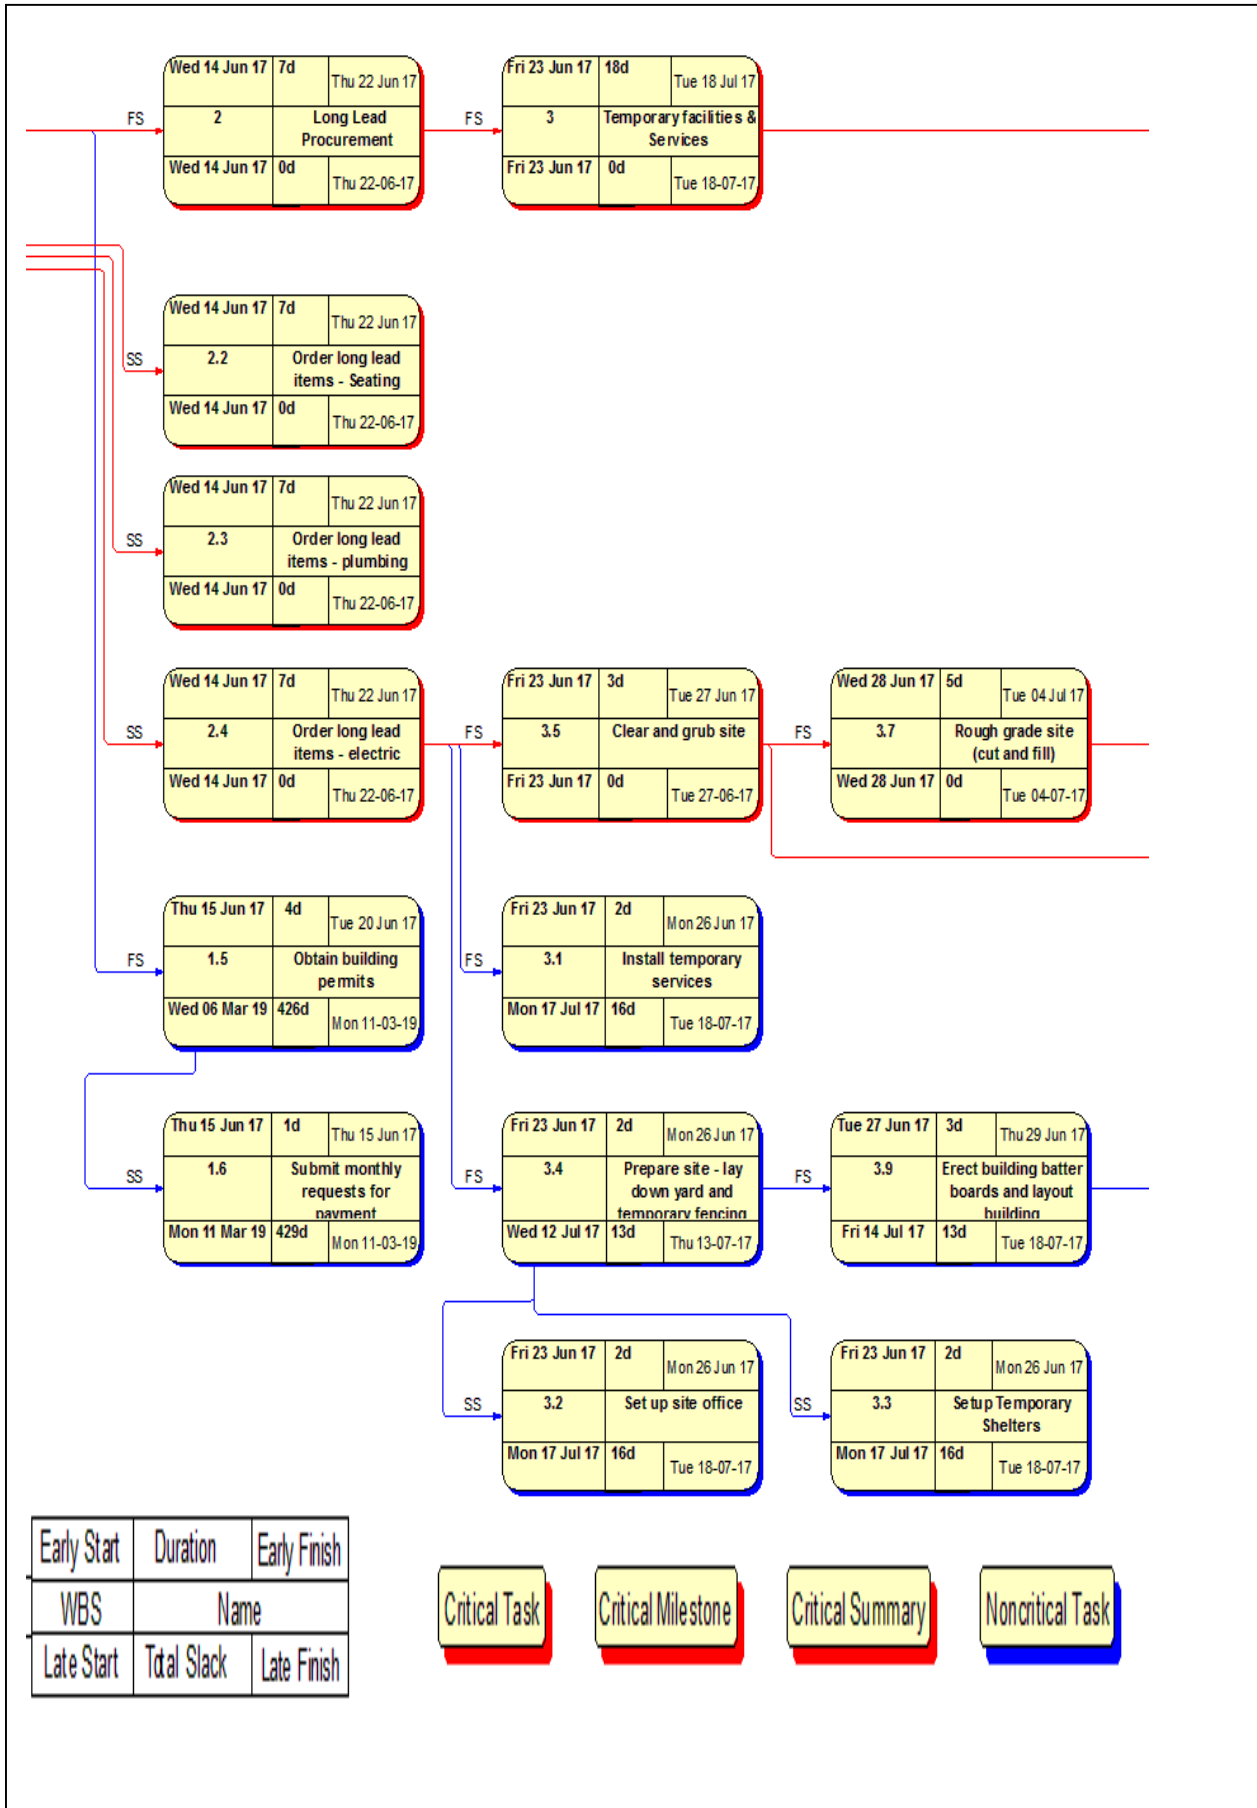 Wed 14 Jun 17 7d Thu 22 Jun 17
FS 2 Long Lead
Procurement
Wed 14 Jun 17 0d Thu 22-06-17
Fri 23 Jun 17 18d Tue 18 Jul 17
FS 3 Temporary facilities &
Services
Fri 23 Jun 17 0d Tue 18-07-17
Wed 14 Jun 17 7d Thu 22 Jun 17
SS 2.2 Order long lead
items - Seating
Wed 14 Jun 17 0d Thu 22-06-17
Wed 14 Jun 17 7d Thu 22 Jun 17
SS 2.3 Order long lead
items - plumbing
Wed 14 Jun 17 0d Thu 22-06-17
Wed 14 Jun 17 7d Thu 22 Jun 17
SS 2.4 Order long lead
items - electric
Wed 14 Jun 17 0d Thu 22-06-17
Fri 23 Jun 17 3d Tue 27 Jun 17
FS 3.5 Clear and grub site
Fri 23 Jun 17 0d Tue 27-06-17
Wed 28 Jun 17 5d Tue 04 Jul 17
FS 3.7 Rough grade site
(cut and fill)
Wed 28 Jun 17 0d Tue 04-07-17
Thu 15 Jun 17 4d Tue 20 Jun 17
FS 1.5 Obtain building
permits
Wed 06 Mar 19 426d Mon 11-03-19
Fri 23 Jun 17 2d Mon 26 Jun 17
FS 3.1 Install temporary
services
Mon 17 Jul 17 16d Tue 18-07-17
Thu 15 Jun 17 1d Thu 15 Jun 17
SS 1.6 Submit monthly
requests for
payment
Mon 11 Mar 19 429d Mon 11-03-19
Fri 23 Jun 17 2d Mon 26 Jun 17
FS 3.4 Prepare site - lay
down yard and
temporary fencing
Wed 12 Jul 17 13d Thu 13-07-17
Tue 27 Jun 17 3d Thu 29 Jun 17
FS 3.9 Erect building batter
boards and layout
building
Fri 14 Jul 17 13d Tue 18-07-17
Fri 23 Jun 17 2d Mon 26 Jun 17
SS 3.2 Set up site office
Mon 17 Jul 17 16d Tue 18-07-17
Fri 23 Jun 17 2d Mon 26 Jun 17
SS 3.3 Setup Temporary
Shelters
Mon 17 Jul 17 16d Tue 18-07-17
Early Start Duration Early Finish
WBS Name
Late Start Total Slack Late Finish
Critical Task
Critical Milestone
Critical Summary
Noncritical Task